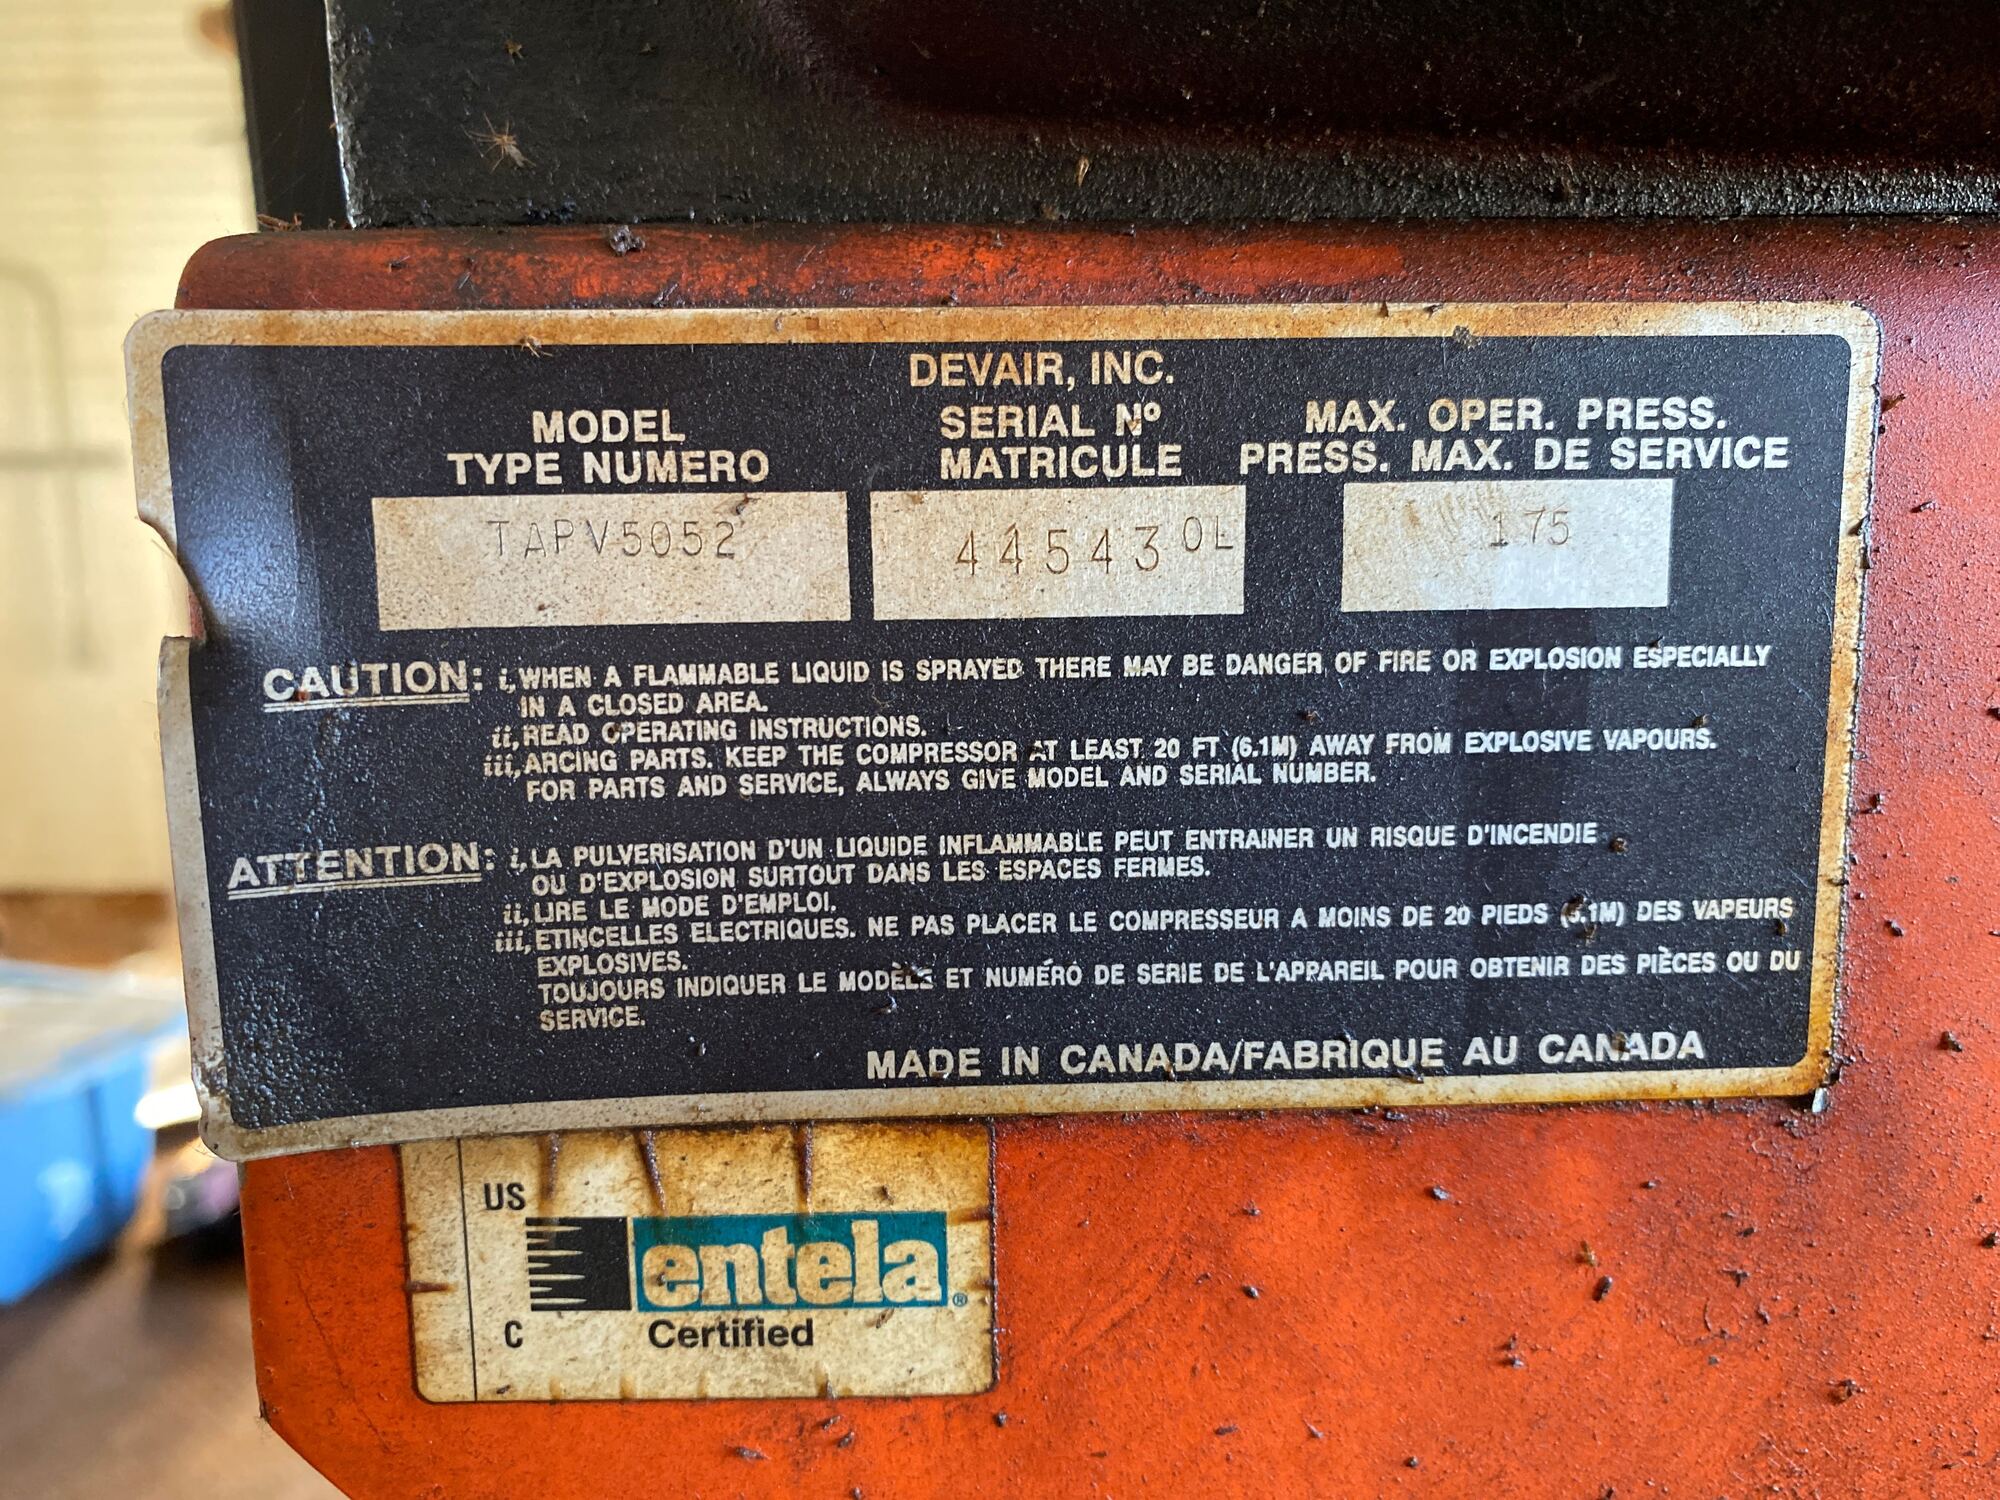 DEVAIR, INC.
MODEL
TYPE NUMERO
SERIAL Nº
MATRICULE
MAX. OPER. PRESS.
PRESS. MAX. DE SERVICE
TAPV5052
44543 OL
175
CAUTION: i, WHEN A FLAMMABLE LIQUID IS SPRAYED THERE MAY BE DANGER OF FIRE OR EXPLOSION ESPECIALLY
IN A CLOSED AREA.
ii, READ OPERATING INSTRUCTIONS.
iii, ARCING PARTS. KEEP THE COMPRESSOR AT LEAST 20 FT (6.1M) AWAY FROM EXPLOSIVE VAPOURS.
FOR PARTS AND SERVICE, ALWAYS GIVE MODEL AND SERIAL NUMBER.
ATTENTION: i, LA PULVERISATION D'UN LIQUIDE INFLAMMABLE PEUT ENTRAINER UN RISQUE D'INCENDIE
OU D'EXPLOSION SURTOUT DANS LES ESPACES FERMES.
ii, LIRE LE MODE D'EMPLOI.
iii, ETINCELLES ELECTRIQUES. NE PAS PLACER LE COMPRESSEUR A MOINS DE 20 PIEDS (6.1M) DES VAPEURS
EXPLOSIVES.
TOUJOURS INDIQUER LE MODÈLE ET NUMÉRO DE SERIE DE L'APPAREIL POUR OBTENIR DES PIÈCES OU DU
SERVICE.
MADE IN CANADA/FABRIQUE AU CANADA
US
entela®
C
Certified